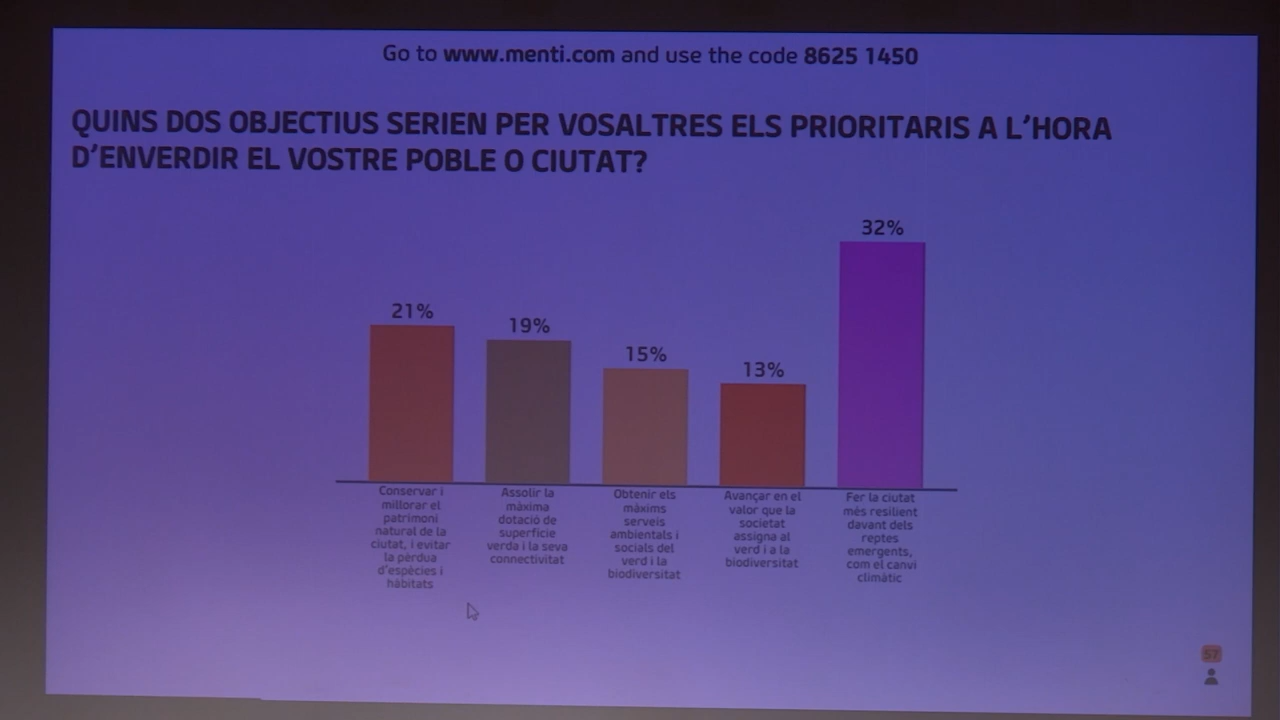 Go to www.menti.com and use the code 8625 1450
QUINS DOS OBJECTIUS SERIEN PER VOSALTRES ELS PRIORITARIS A L'HORA
D'ENVERDIR EL VOSTRE POBLE O CIUTAT?
21%
19%
15%
13%
32%
Conservar i
millorar el
patrimoni
natural de la
ciutat, i evitar
la pèrdua
d'espècies i
hàbitats
Assolir la
màxima
dotació de
superfície
verda i la seva
connectivitat
Obtenir els
màxims
serveis
ambientals i
socials del
verd i la
biodiversitat
Avançar en el
valor que la
societat
assigna al
verd i a la
biodiversitat
Fer la ciutat
més resilient
davant dels
reptes
emergents,
com el canvi
climàtic
57